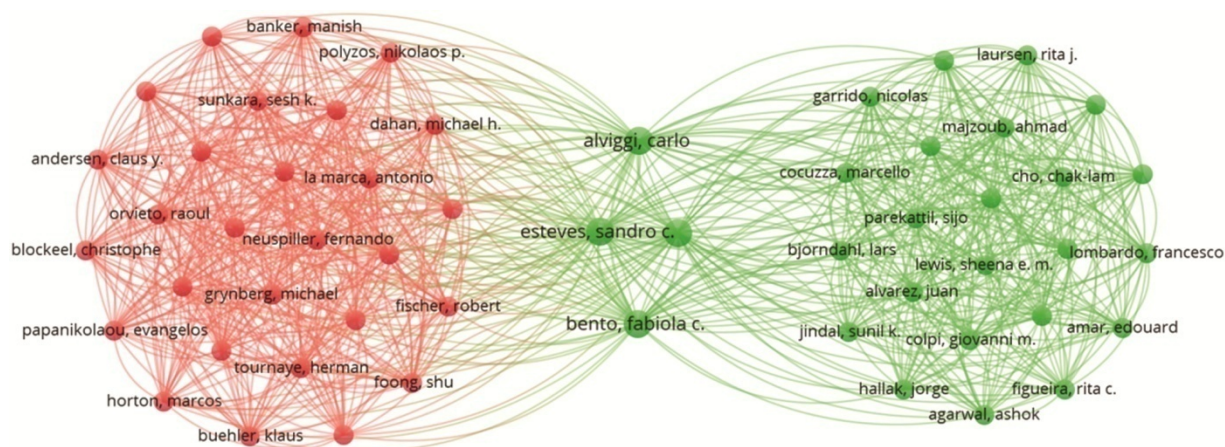 banker, manish
polyzos, nikolaos p.
sunkara, sesh k.
dahan, michael h.
andersen, claus y.
la marca, antonio
orvieto, raoul
neuspiller, fernando
blockeel, christophe
grynberg, michael
fischer, robert
papanikolaou, evangelos
tournaye, herman
foong, shu
horton, marcos
buehler, klaus
alviggi, carlo
esteves, sandro c.
bento, fabiola c.
laursen, rita j.
garrido, nicolas
majzoub, ahmad
cocuzza, marcello
cho, chak-lam
parekattil, sijo
bjorndahl, lars
lombardo, francesco
lewis, sheena e. m.
alvarez, juan
jindal, sunil k.
colpi, giovanni m.
amar, edouard
hallak, jorge
figueira, rita c.
agarwal, ashok